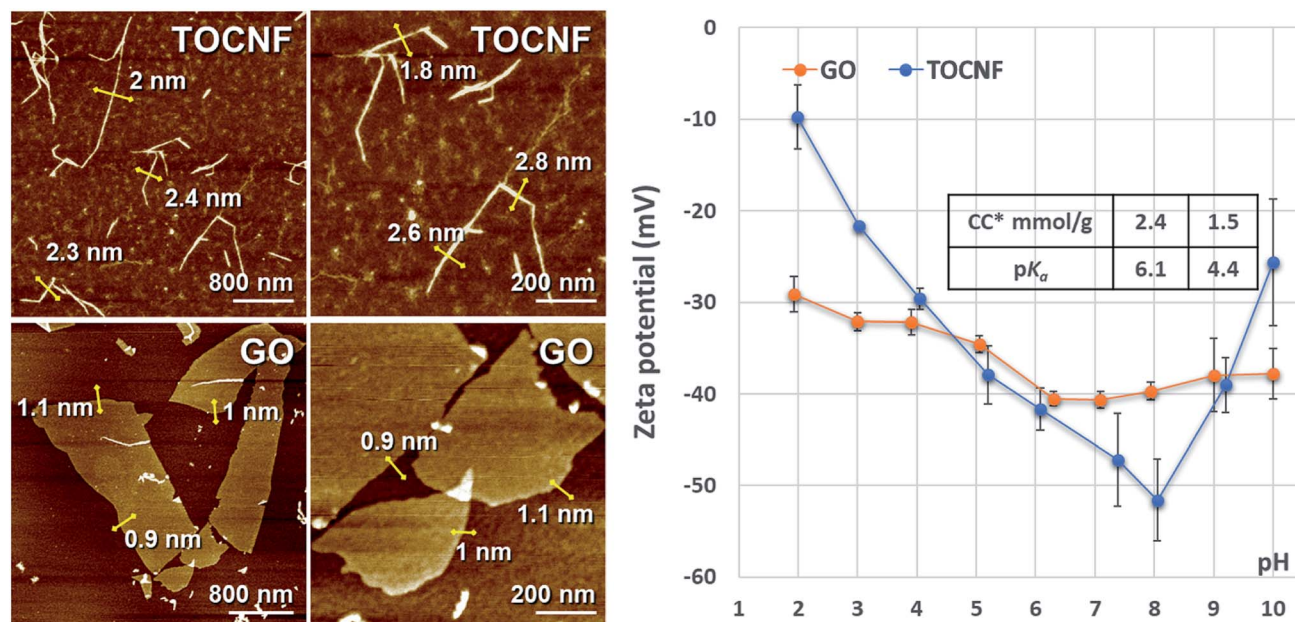 TOCNF
2 nm
2.4 nm
2.3 nm
800 nm
TOCNF
1.8 nm
2.8 nm
2.6 nm
200 nm
GO
1.1 nm
1 nm
0.9 nm
800 nm
GO
0.9 nm
1.1 nm
1 nm
200 nm
Zeta potential (mV)
-0
-10
-20
-30
-40
-50
-60
GO
TOCNF
CC* mmol/g 2.4 1.5
pKa 6.1 4.4
pH
1 2 3 4 5 6 7 8 9 10